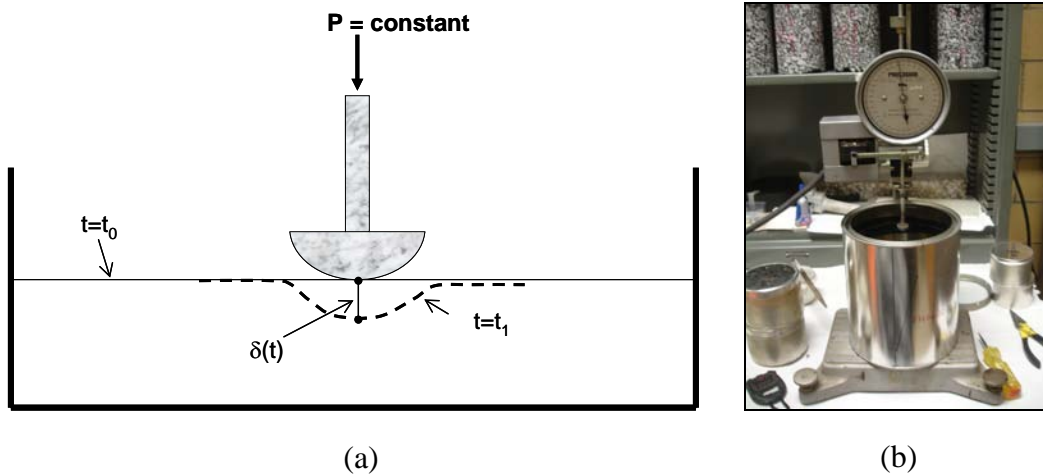 P = constant
t=t₀
t=t₁
δ(t)
(a)
(b)